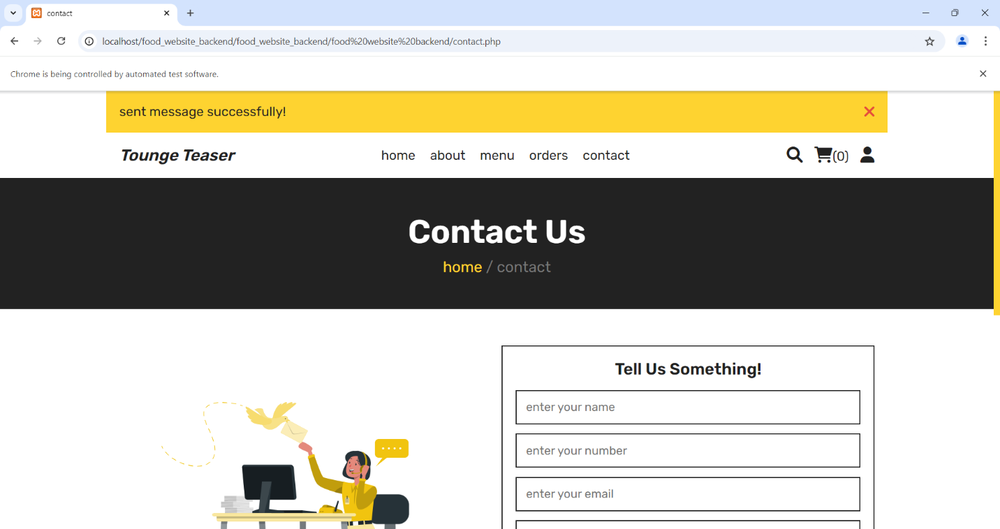 contact
localhost/food_website_backend/food_website_backend/food%20website%20backend/contact.php
Chrome is being controlled by automated test software.
sent message successfully!
Tounge Teaser home about menu orders contact (0)
Contact Us
home / contact
Tell Us Something!
enter your name
enter your number
enter your email